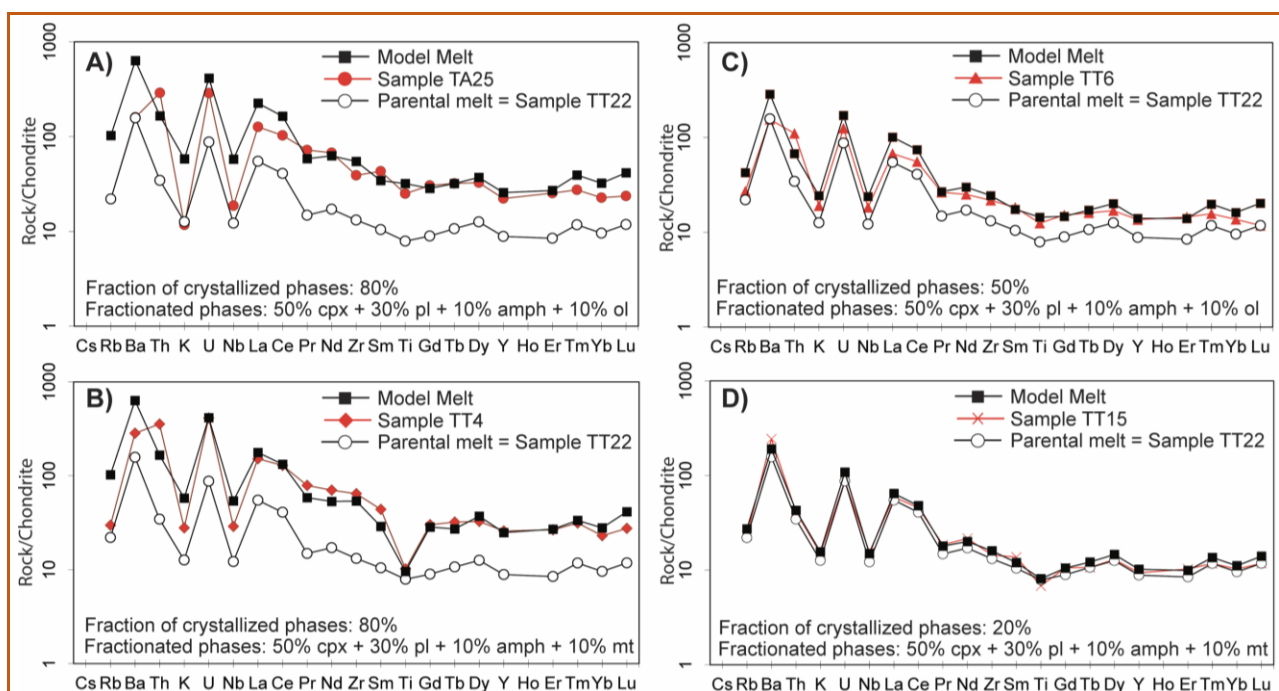 A)
Model Melt
Sample TA25
Parental melt = Sample TT22
1000
100
10
1
Rock/Chondrite
Fraction of crystallized phases: 80%
Fractionated phases: 50% cpx + 30% pl + 10% amph + 10% ol
Cs Rb Ba Th K U Nb La Ce Pr Nd Zr Sm Ti Gd Tb Dy Y Ho Er Tm Yb Lu
C)
Model Melt
Sample TT6
Parental melt = Sample TT22
1000
100
10
1
Rock/Chondrite
Fraction of crystallized phases: 50%
Fractionated phases: 50% cpx + 30% pl + 10% amph + 10% ol
Cs Rb Ba Th K U Nb La Ce Pr Nd Zr Sm Ti Gd Tb Dy Y Ho Er Tm Yb Lu
B)
Model Melt
Sample TT4
Parental melt = Sample TT22
1000
100
10
1
Rock/Chondrite
Fraction of crystallized phases: 80%
Fractionated phases: 50% cpx + 30% pl + 10% amph + 10% mt
Cs Rb Ba Th K U Nb La Ce Pr Nd Zr Sm Ti Gd Tb Dy Y Ho Er Tm Yb Lu
D)
Model Melt
Sample TT15
Parental melt = Sample TT22
1000
100
10
1
Rock/Chondrite
Fraction of crystallized phases: 20%
Fractionated phases: 50% cpx + 30% pl + 10% amph + 10% mt
Cs Rb Ba Th K U Nb La Ce Pr Nd Zr Sm Ti Gd Tb Dy Y Ho Er Tm Yb Lu